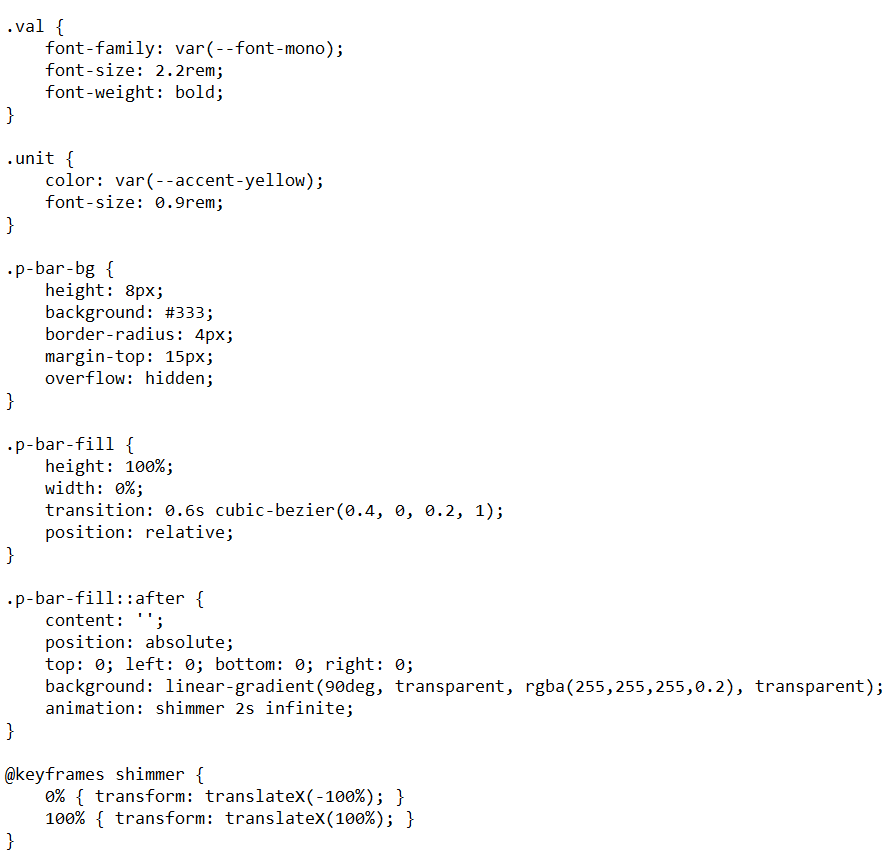 .val {
    font-family: var(--font-mono);
    font-size: 2.2rem;
    font-weight: bold;
}

.unit {
    color: var(--accent-yellow);
    font-size: 0.9rem;
}

.p-bar-bg {
    height: 8px;
    background: #333;
    border-radius: 4px;
    margin-top: 15px;
    overflow: hidden;
}

.p-bar-fill {
    height: 100%;
    width: 0%;
    transition: 0.6s cubic-bezier(0.4, 0, 0.2, 1);
    position: relative;
}

.p-bar-fill::after {
    content: '';
    position: absolute;
    top: 0; left: 0; bottom: 0; right: 0;
    background: linear-gradient(90deg, transparent, rgba(255,255,255,0.2), transparent);
    animation: shimmer 2s infinite;
}

@keyframes shimmer {
    0% { transform: translateX(-100%); }
    100% { transform: translateX(100%); }
}